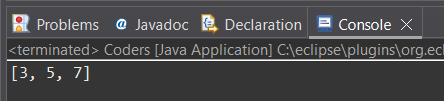 Problems @ Javadoc Declaration Console
<terminated> Coders [Java Application] C:\eclipse\plugins\org.ecl
[3, 5, 7]